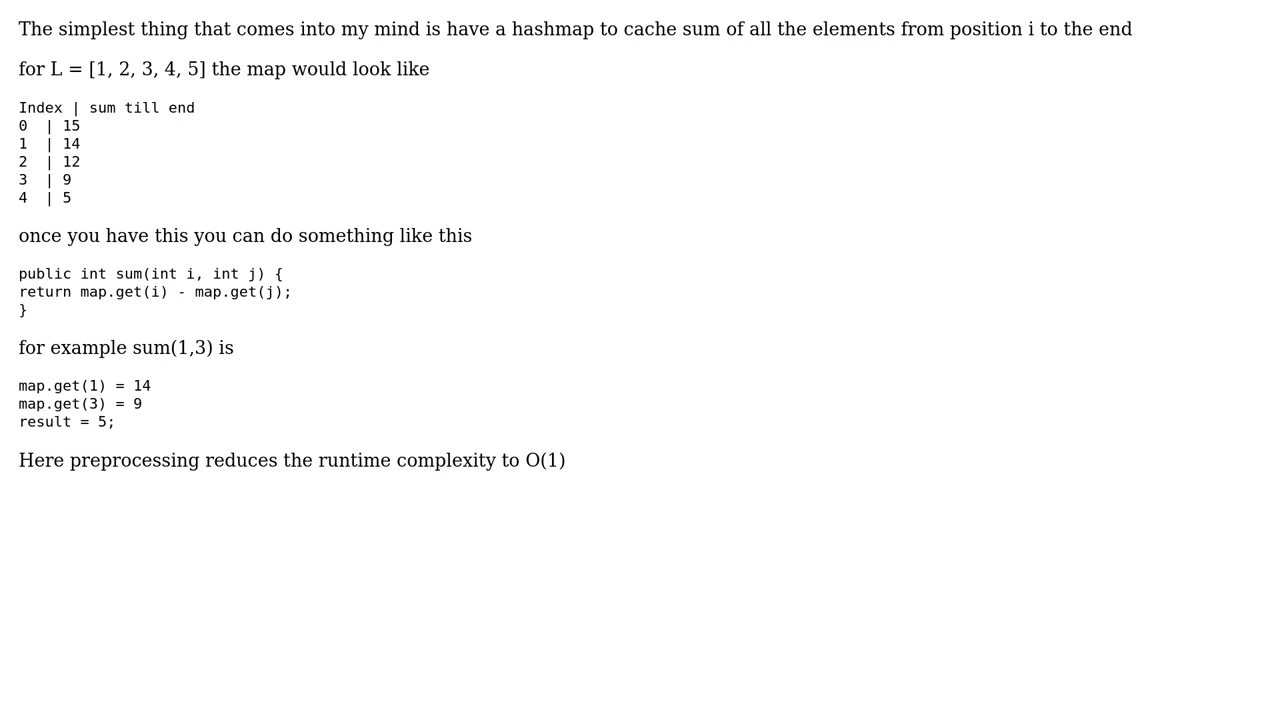 The simplest thing that comes into my mind is have a hashmap to cache sum of all the elements from position i to the end
for L = [1, 2, 3, 4, 5] the map would look like
Index | sum till end
0  | 15
1  | 14
2  | 12
3  | 9
4  | 5
once you have this you can do something like this
public int sum(int i, int j) {
return map.get(i) - map.get(j);
}
for example sum(1,3) is
map.get(1) = 14
map.get(3) = 9
result = 5;
Here preprocessing reduces the runtime complexity to O(1)